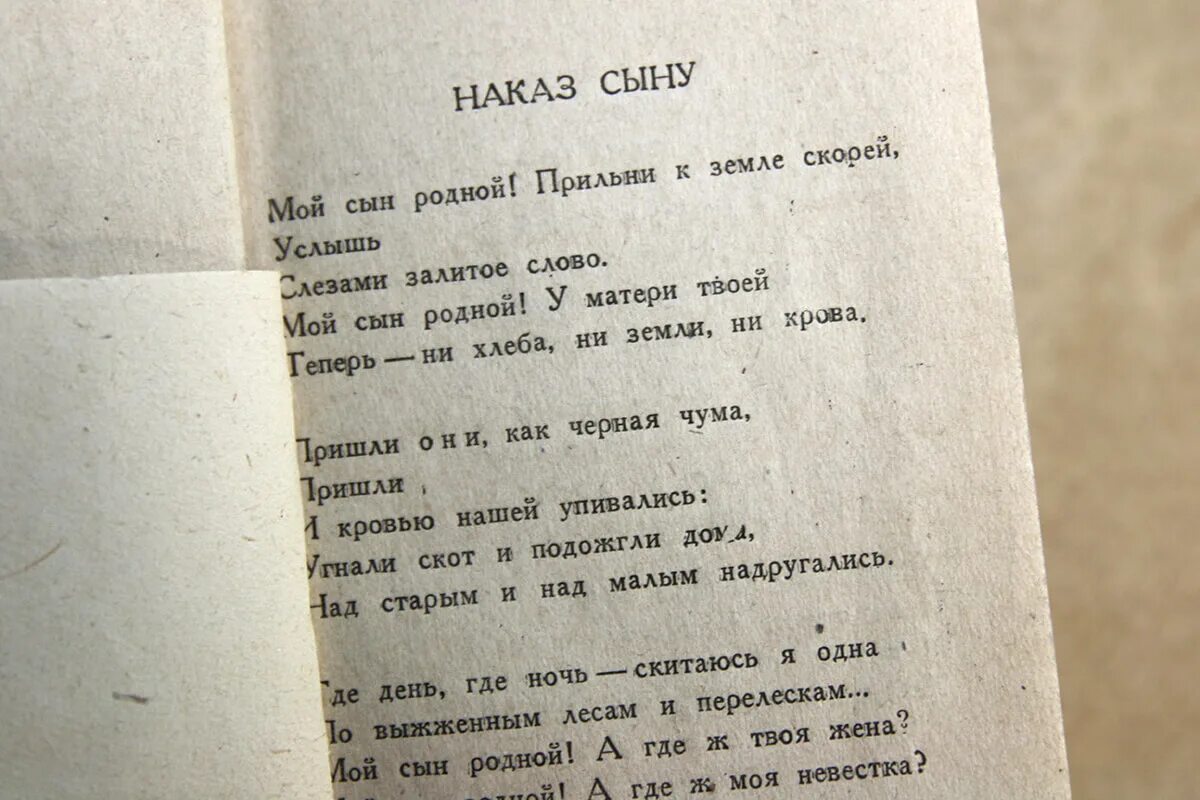 НАКАЗ СЫНУ
Мой сын родной! Прильни к земле скорей,
Услышь
Слезами залитое слово.
Мой сын родной! У матери твоей
Теперь — ни хлеба, ни земли, ни крова.
Пришли они, как черная чума,
Пришли
И кровью нашей упивались:
Угнали скот и подожгли дома,
Над старым и над малым надругались.
Где день, где ночь — скитаюсь я одна
По выжженным лесам и перелескам...
Мой сын родной! А где ж твоя жена?
родной! А где ж моя невестка?